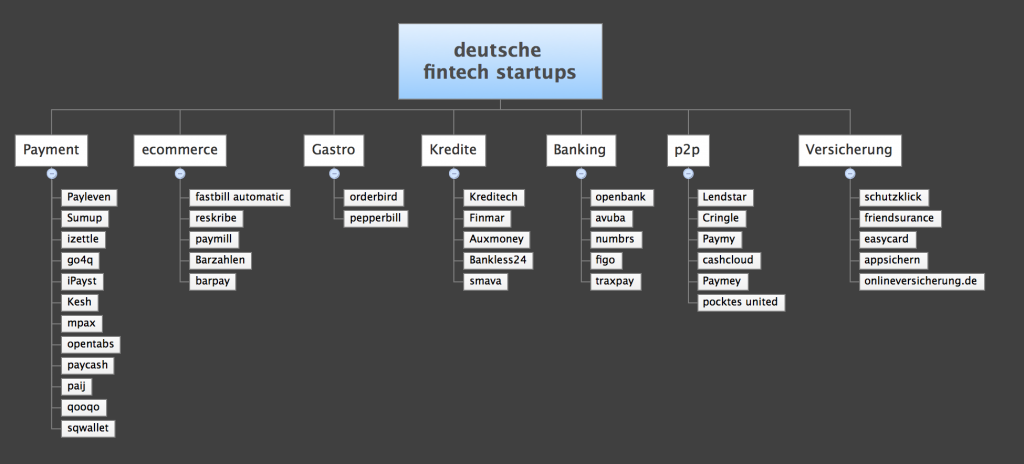 deutsche
fintech startups
Payment
Payleven
Sumup
izettle
go4q
iPayst
Kesh
mpax
opentabs
paycash
paij
qooqo
sqwallet
ecommerce
fastbill automatic
reskribe
paymill
Barzahlen
barpay
Gastro
orderbird
pepperbill
Kredite
Kreditech
Finmar
Auxmoney
Bankless24
smava
Banking
openbank
avuba
numbrs
figo
traxpay
p2p
Lendstar
Cringle
Paymy
cashcloud
Paymey
pocktes united
Versicherung
schutzklick
friendsurance
easycard
appsichern
onlineversicherung.de